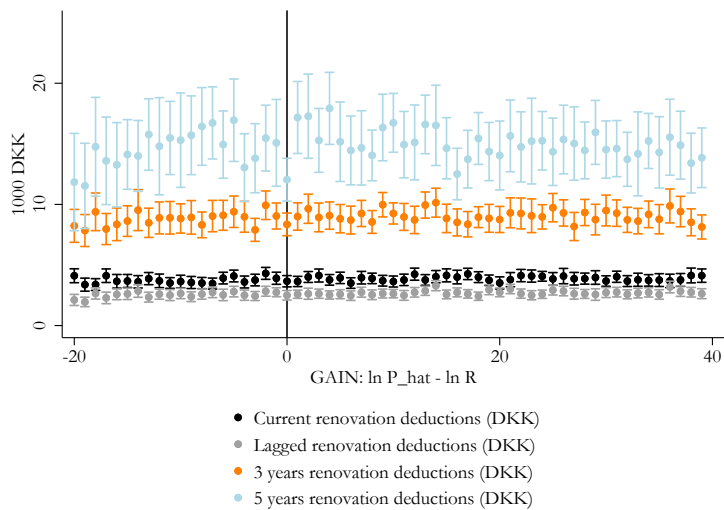 1000 DKK
20
10
0
-20
0
20
40
GAIN: ln P_hat - ln R
Current renovation deductions (DKK)
Lagged renovation deductions (DKK)
3 years renovation deductions (DKK)
5 years renovation deductions (DKK)